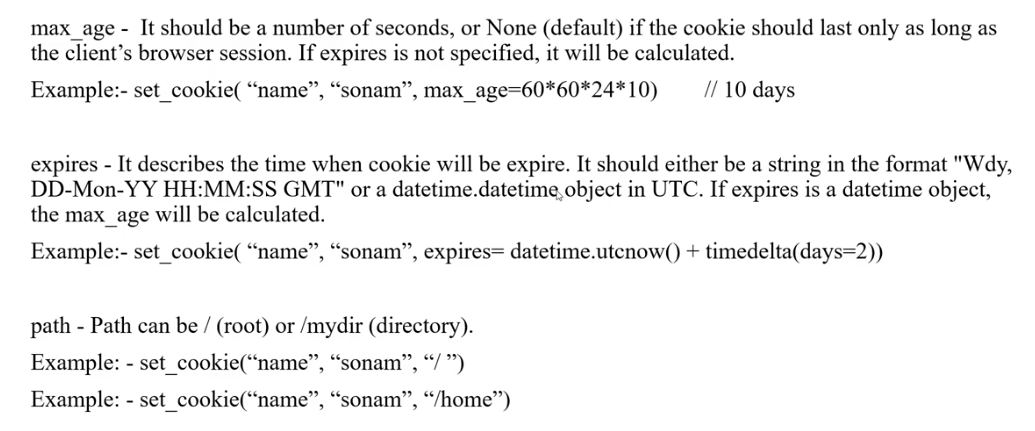 max_age -  It should be a number of seconds, or None (default) if the cookie should last only as long as
the client’s browser session. If expires is not specified, it will be calculated.
Example:- set_cookie( “name”, “sonam”, max_age=60*60*24*10)        // 10 days
expires - It describes the time when cookie will be expire. It should either be a string in the format "Wdy,
DD-Mon-YY HH:MM:SS GMT" or a datetime.datetime object in UTC. If expires is a datetime object,
the max_age will be calculated.
Example:- set_cookie( “name”, “sonam”, expires= datetime.utcnow() + timedelta(days=2))
path - Path can be / (root) or /mydir (directory).
Example: - set_cookie(“name”, “sonam”, “/ ”)
Example: - set_cookie(“name”, “sonam”, “/home”)